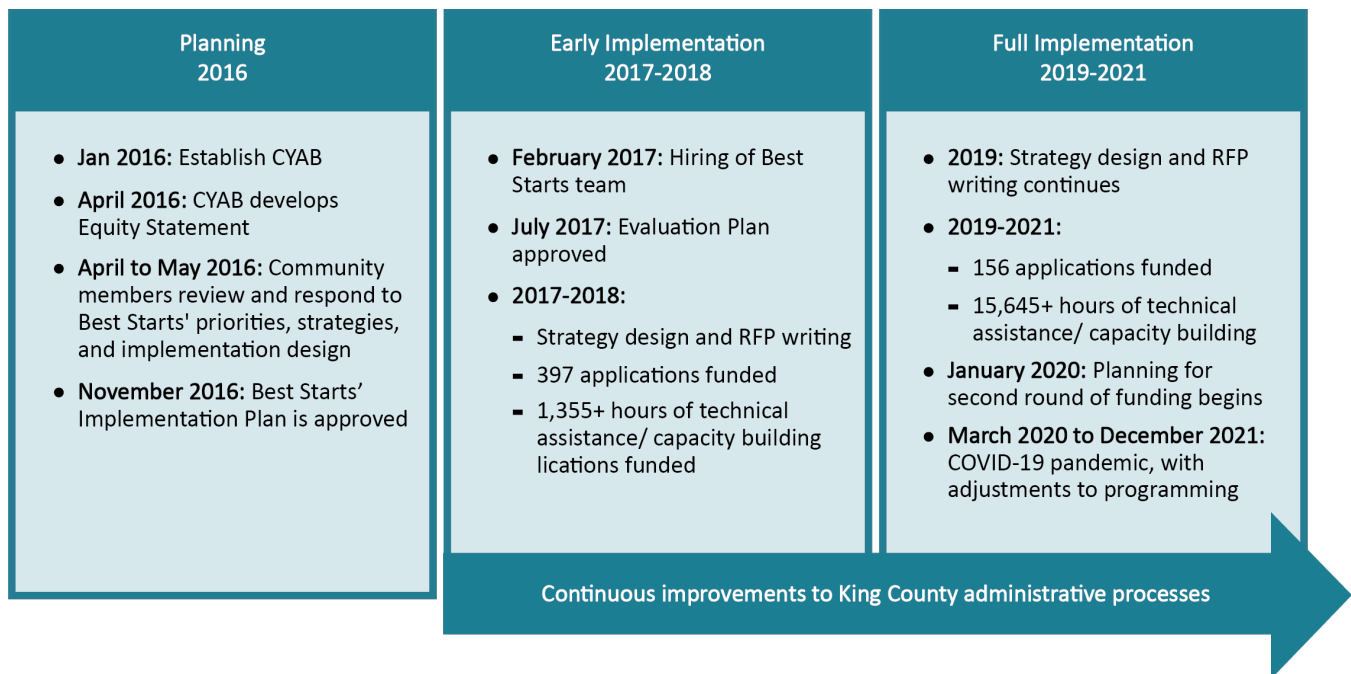 Planning
2016
• Jan 2016: Establish CYAB
• April 2016: CYAB develops
Equity Statement
• April to May 2016: Community
members review and respond to
Best Starts' priorities, strategies,
and implementation design
• November 2016: Best Starts’
Implementation Plan is approved
Early Implementation
2017-2018
• February 2017: Hiring of Best
Starts team
• July 2017: Evaluation Plan
approved
• 2017-2018:
- Strategy design and RFP writing
- 397 applications funded
- 1,355+ hours of technical
assistance/ capacity building
lications funded
Full Implementation
2019-2021
• 2019: Strategy design and RFP
writing continues
• 2019-2021:
- 156 applications funded
- 15,645+ hours of technical
assistance/ capacity building
• January 2020: Planning for
second round of funding begins
• March 2020 to December 2021:
COVID-19 pandemic, with
adjustments to programming
Continuous improvements to King County administrative processes